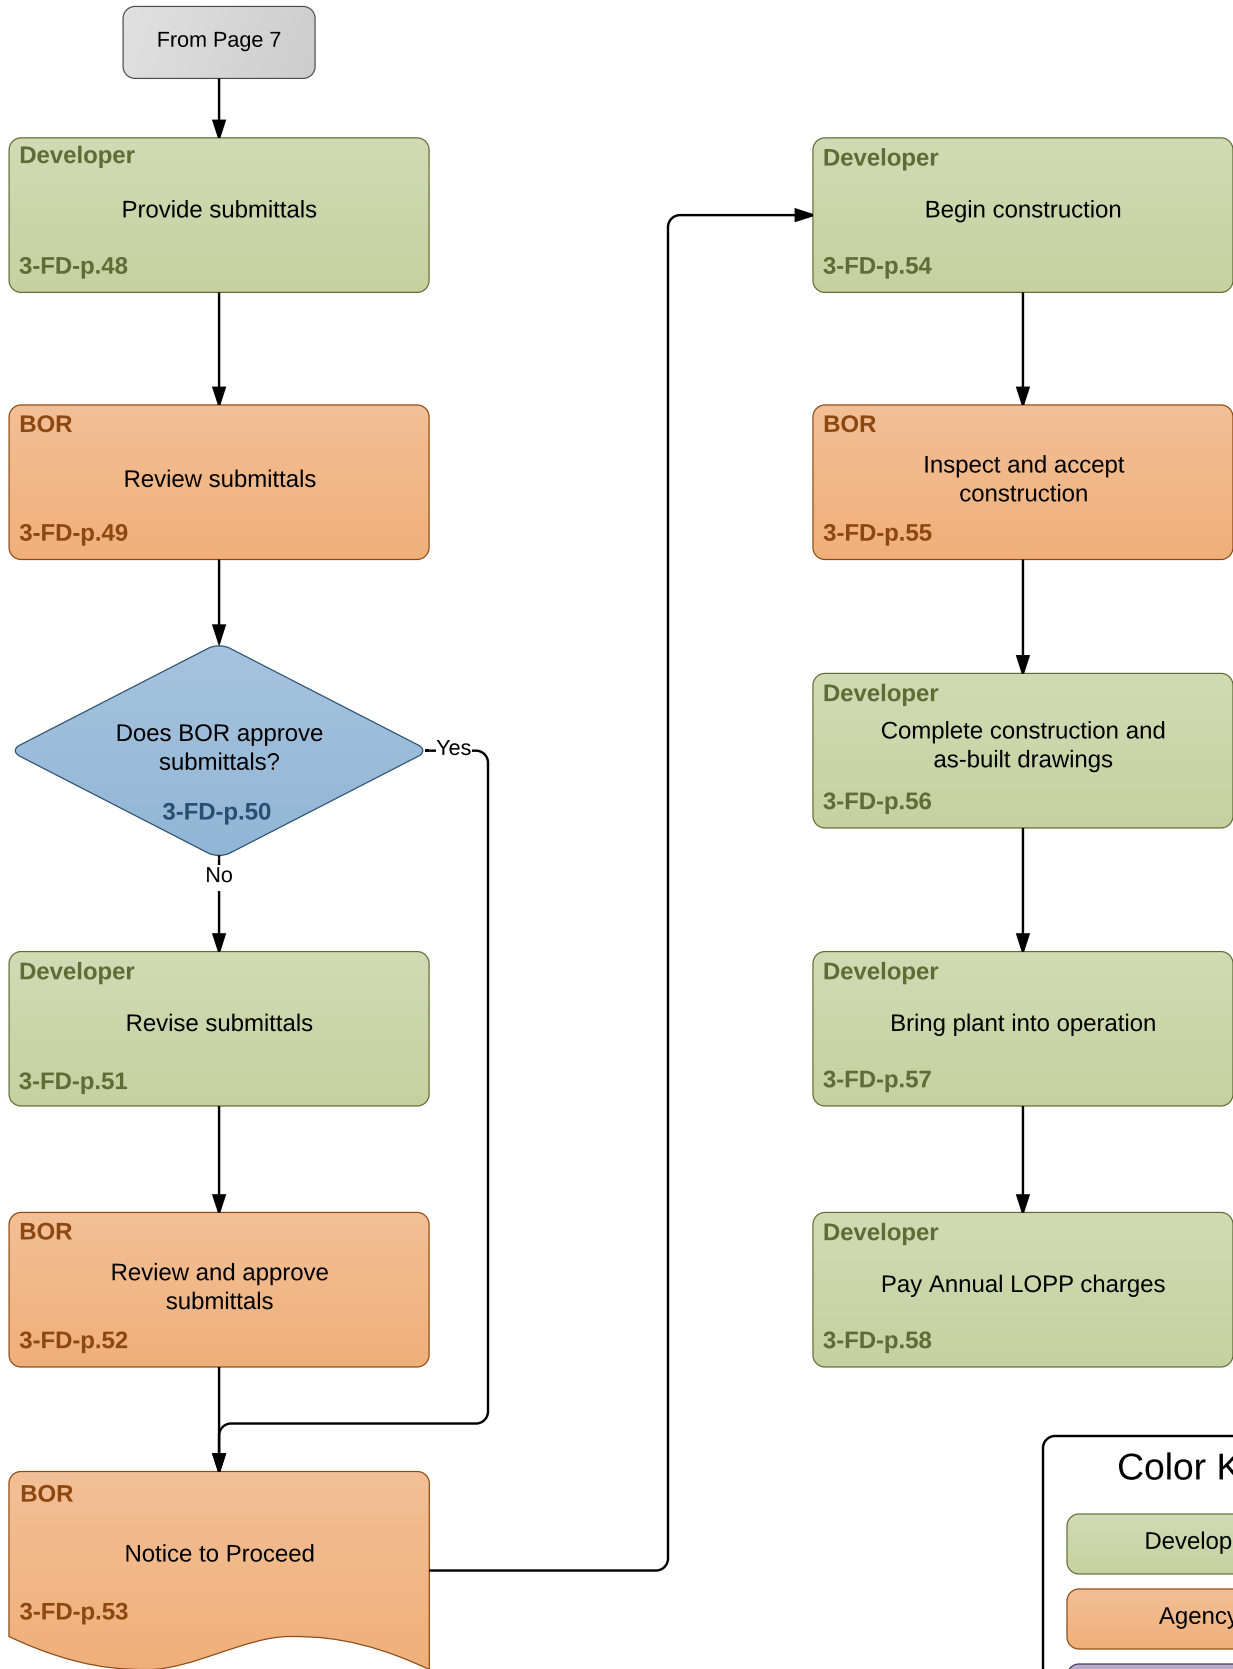 From Page 7
Developer
Provide submittals
3-FD-p.48
BOR
Review submittals
3-FD-p.49
Does BOR approve
submittals?
3-FD-p.50
Yes
No
Developer
Revise submittals
3-FD-p.51
BOR
Review and approve
submittals
3-FD-p.52
BOR
Notice to Proceed
3-FD-p.53
Developer
Begin construction
3-FD-p.54
BOR
Inspect and accept
construction
3-FD-p.55
Developer
Complete construction and
as-built drawings
3-FD-p.56
Developer
Bring plant into operation
3-FD-p.57
Developer
Pay Annual LOPP charges
3-FD-p.58
Color K
Develop
Agency